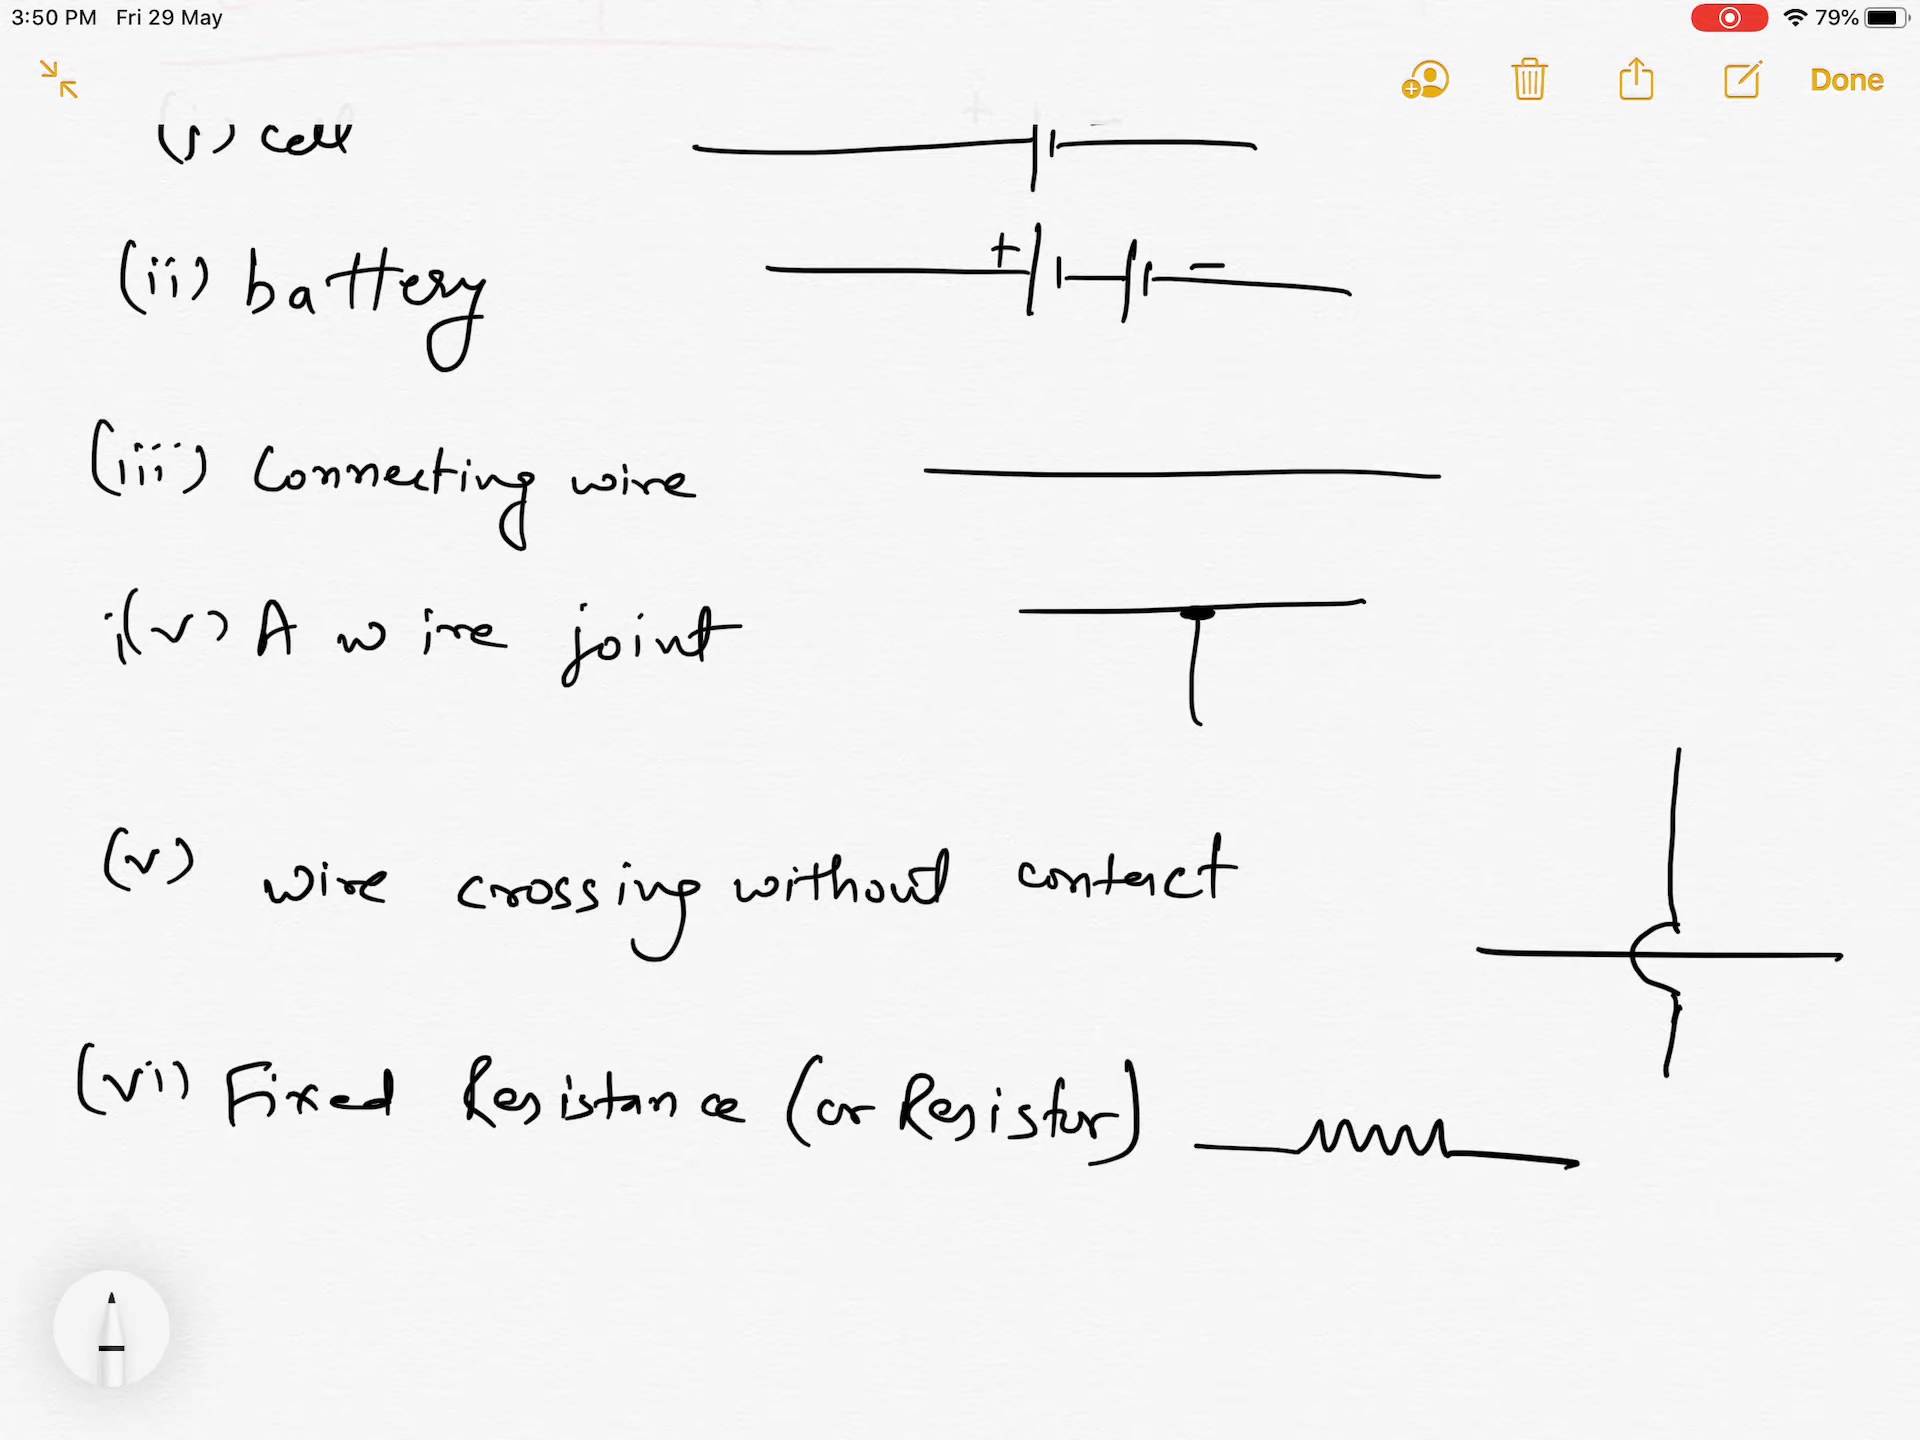 3:50 PM Fri 29 May 79%
Done
(i) cell
+ -
(ii) battery
+ -
(iii) Connecting wire
i(v) A wire joint
(v) wire crossing without contact
(vi) Fixed Resistance (or Resistor)